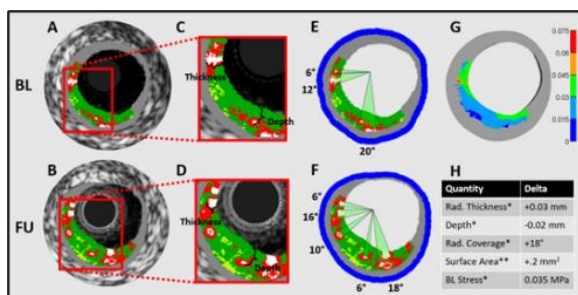 A
C
E
G
BL
Thickness
Depth
6°
12°
20°
0.075
0.06
0.045
0.03
0.015
0
B
D
F
H
FU
Thickness
Depth
6°
16°
10°
6°
18°
Quantity Delta
Rad. Thickness* +0.03 mm
Depth* -0.02 mm
Rad. Coverage* +18°
Surface Area** +.2 mm²
BL Stress* 0.035 MPa